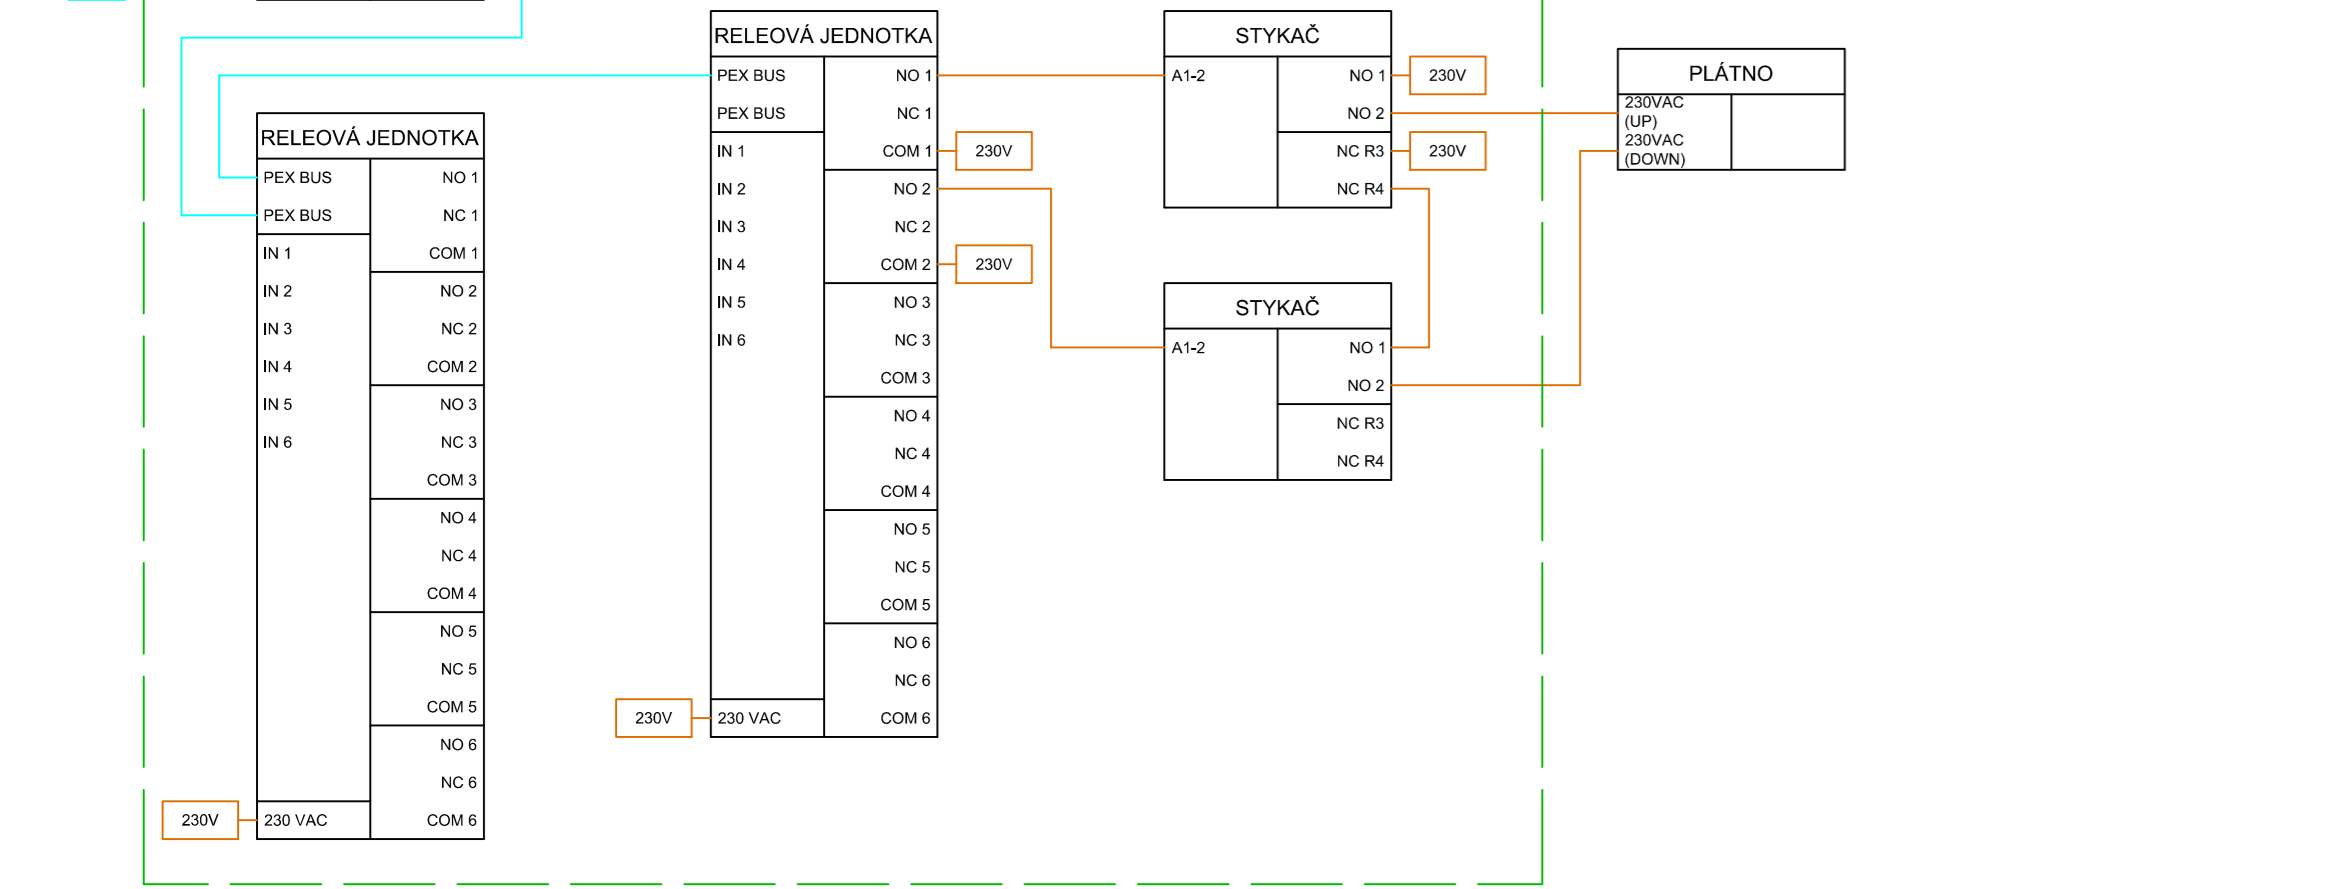 RELEOVÁ JEDNOTKA
PEX BUS
PEX BUS
IN 1
IN 2
IN 3
IN 4
IN 5
IN 6
230V
230 VAC
NO 1
NC 1
COM 1
NO 2
NC 2
COM 2
NO 3
NC 3
COM 3
NO 4
NC 4
COM 4
NO 5
NC 5
COM 5
NO 6
NC 6
COM 6
RELEOVÁ JEDNOTKA
PEX BUS
PEX BUS
IN 1
IN 2
IN 3
IN 4
IN 5
IN 6
230V
230 VAC
NO 1
NC 1
COM 1
230V
NO 2
NC 2
COM 2
230V
NO 3
NC 3
COM 3
NO 4
NC 4
COM 4
NO 5
NC 5
COM 5
NO 6
NC 6
COM 6
STYKAČ
A1-2
NO 1
230V
NO 2
NC R3
230V
NC R4
STYKAČ
A1-2
NO 1
NO 2
NC R3
NC R4
PLÁTNO
230VAC
(UP)
230VAC
(DOWN)